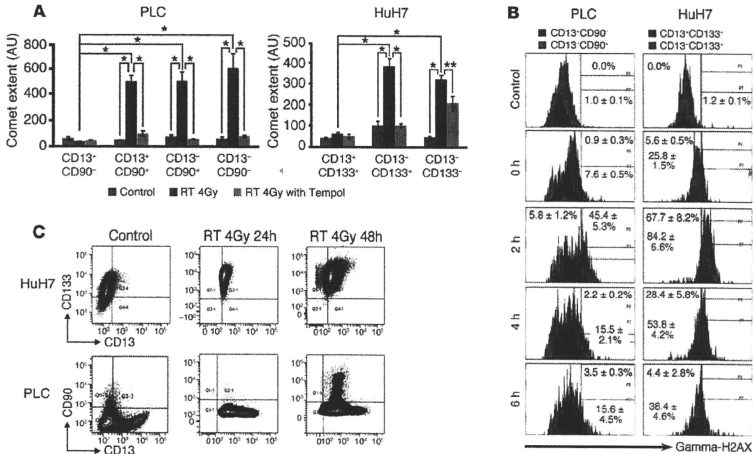 A PLC HuH7
Comet extent (AU)
800
600
400
200
0
CD13⁻ CD13⁺ CD13⁺ CD13⁻
CD90⁻ CD90⁺ CD90⁺ CD90⁻
Comet extent (AU)
500
400
300
200
100
0
CD13⁺ CD13⁻ CD13⁻
CD133⁺ CD133⁺ CD133⁻
* * * * * * * * *
* * * * * * **
Control RT 4Gy RT 4Gy with Tempol
B PLC HuH7
CD13⁺CD90⁻ CD13⁺CD133⁺
CD13⁻CD90⁺ CD13⁻CD133⁺
Control
0.0%
1.0 ± 0.1%
0.0%
1.2 ± 0.1%
0 h
0.9 ± 0.3%
7.6 ± 0.5%
5.6 ± 0.5%
25.8 ±
1.5%
2 h
5.8 ± 1.2%
45.4 ±
5.3%
67.7 ± 8.2%
84.2 ±
6.6%
4 h
2.2 ± 0.2%
15.5 ±
2.1%
28.4 ± 5.8%
53.8 ±
4.2%
6 h
3.5 ± 0.3%
15.6 ±
4.5%
4.4 ± 2.8%
38.4 ±
4.6%
Gamma-H2AX
C
Control RT 4Gy 24h RT 4Gy 48h
HuH7
CD133
CD13
PLC
CD90
CD13